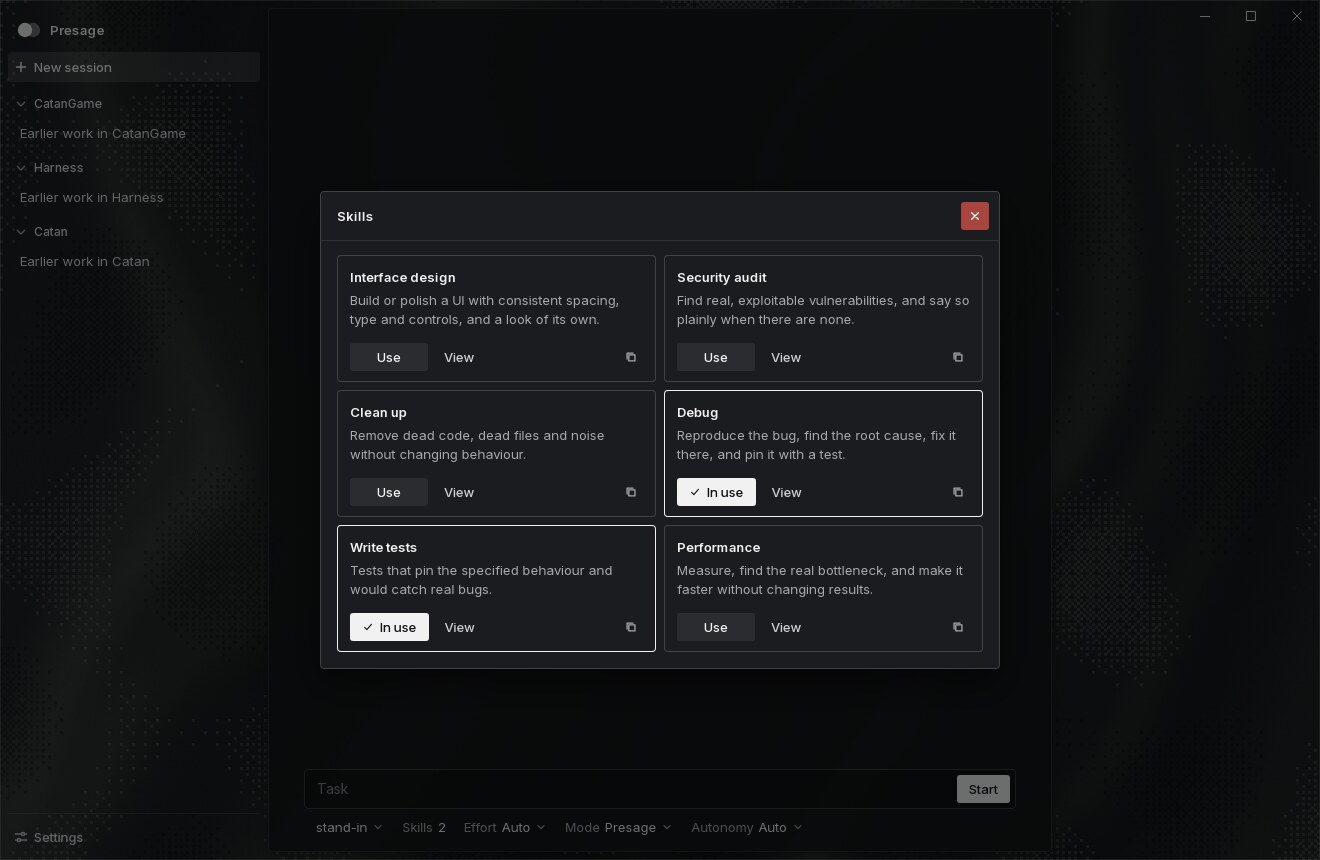 Presage
New session
CatanGame
Earlier work in CatanGame
Harness
Earlier work in Harness
Catan
Earlier work in Catan
Settings
Skills
Interface design
Build or polish a UI with consistent spacing,
type and controls, and a look of its own.
Use View
Security audit
Find real, exploitable vulnerabilities, and say so
plainly when there are none.
Use View
Clean up
Remove dead code, dead files and noise
without changing behaviour.
Use View
Debug
Reproduce the bug, find the root cause, fix it
there, and pin it with a test.
In use View
Write tests
Tests that pin the specified behaviour and
would catch real bugs.
In use View
Performance
Measure, find the real bottleneck, and make it
faster without changing results.
Use View
Task
Start
stand-in Skills 2 Effort Auto Mode Presage Autonomy Auto